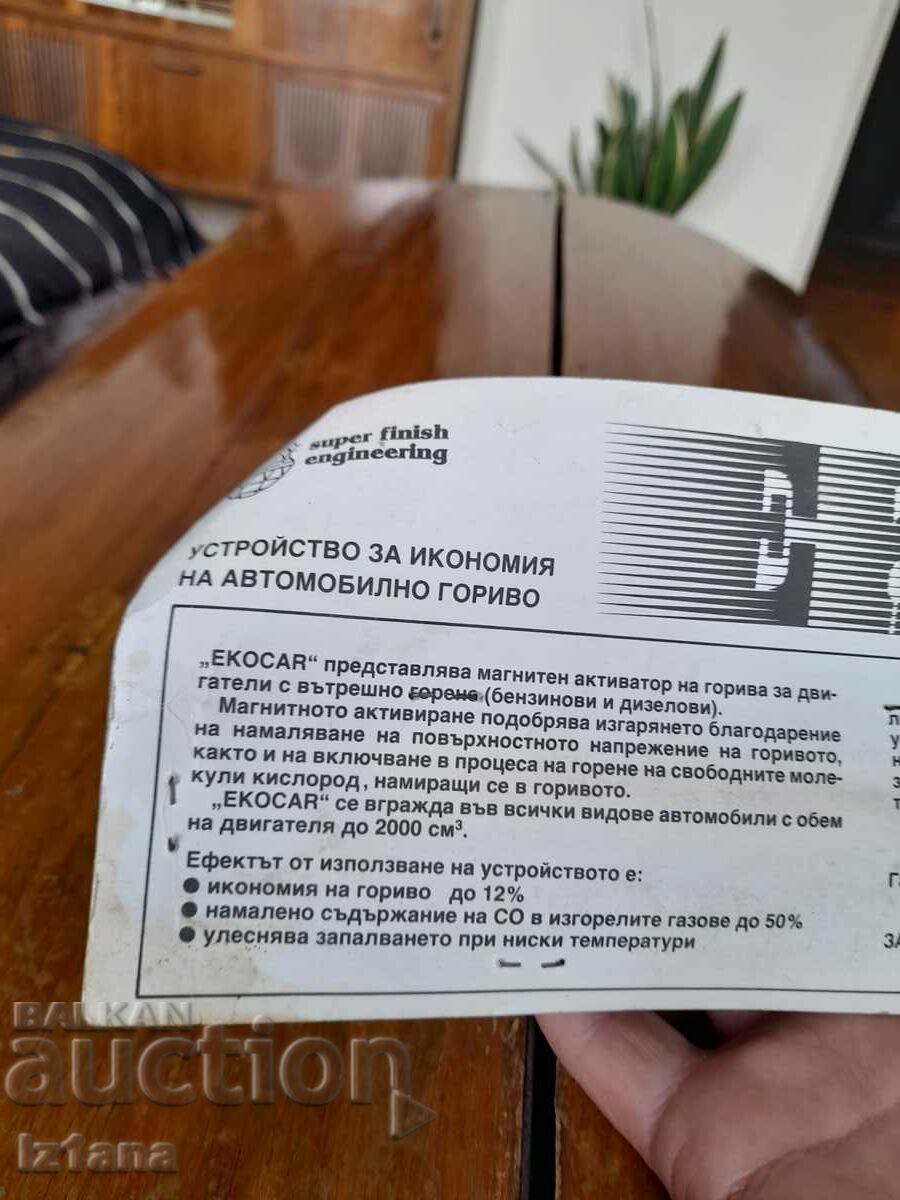 super finish
engineering
УСТРОЙСТВО ЗА ИКОНОМИЯ
НА АВТОМОБИЛНО ГОРИВО
„EKOCAR“ представлява магнитен активатор на горива за дви-
гатели с вътрешно горене (бензинови и дизелови).
Магнитното активиране подобрява изгарянето благодарение
на намаляване на повърхностното напрежение на горивото,
както и на включване в процеса на горене на свободните моле-
кули кислород, намиращи се в горивото.
„EKOCAR“ се вгражда във всички видове автомобили с обем
на двигателя до 2000 см³.
Ефектът от използване на устройството е:
● икономия на гориво до 12%
● намалено съдържание на CO в изгорелите газове до 50%
● улеснява запалването при ниски температури
BALKAN
auction
Iz1ana